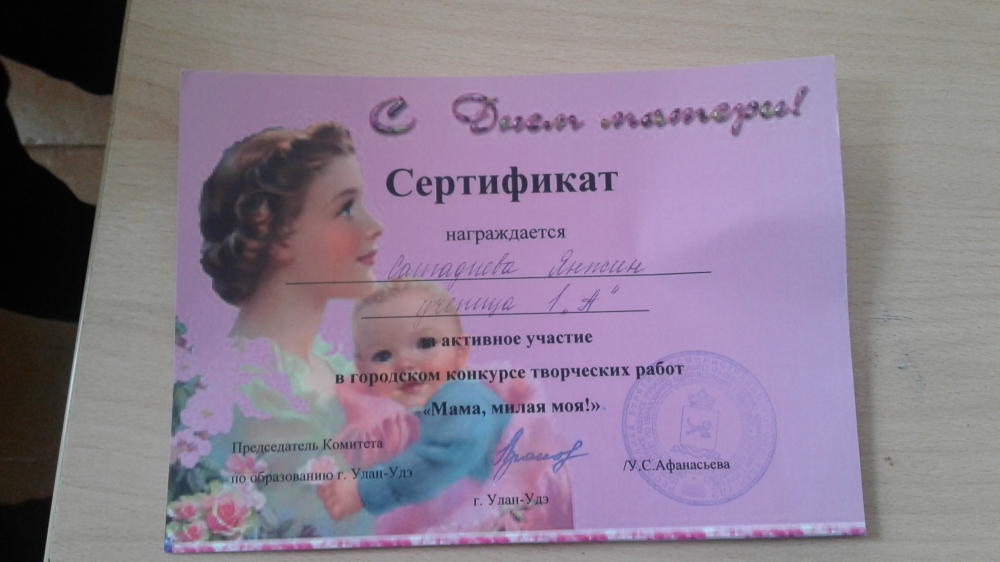 С Днем матери!
Сертификат
награждается
Янжин
ученица 1 „А"
за активное участие
в городском конкурсе творческих работ
«Мама, милая моя!»
Председатель Комитета
по образованию г. Улан-Удэ
/У.С.Афанасьева
г. Улан-Удэ